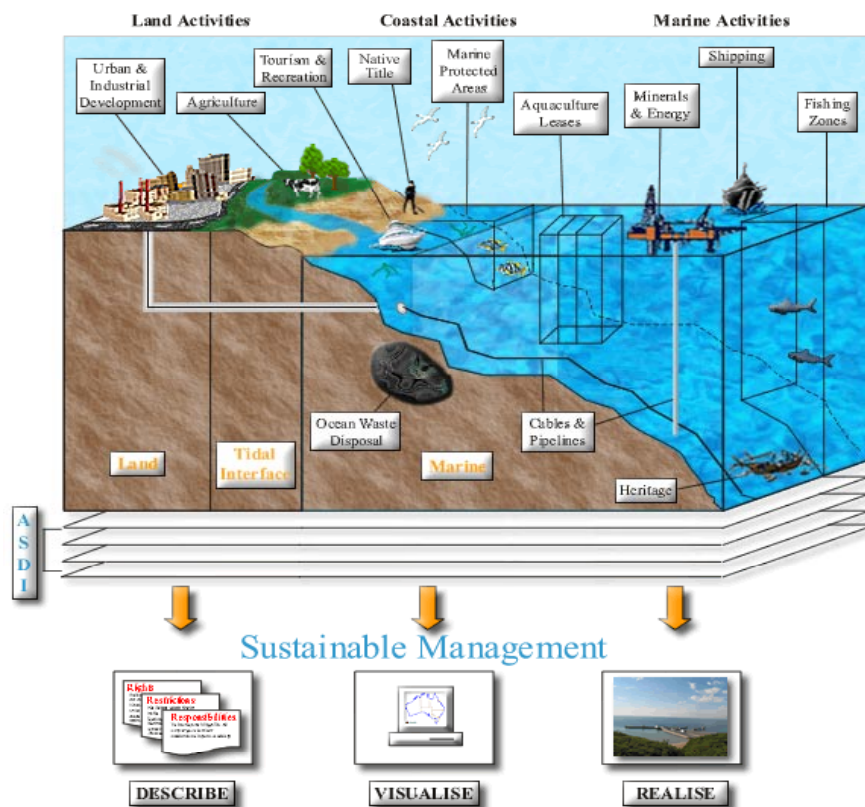 Land Activities
Coastal Activities
Marine Activities
Urban &
Industrial
Development
Agriculture
Tourism &
Recreation
Native
Title
Marine
Protected
Areas
Aquaculture
Leases
Minerals
& Energy
Shipping
Fishing
Zones
Ocean Waste
Disposal
Cables &
Pipelines
Heritage
Land
Tidal
Interface
Marine
A
S
D
I
Sustainable Management
Rights
Restrictions
Responsibilities
DESCRIBE
VISUALISE
REALISE